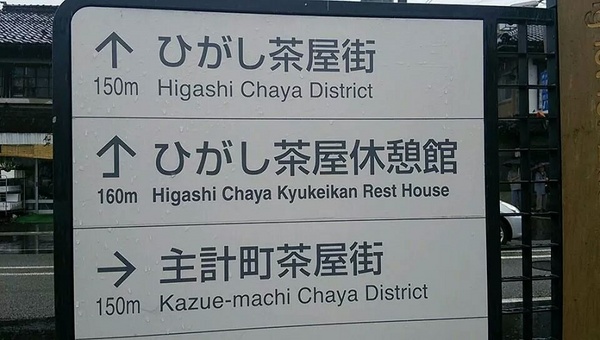 ↑ ひがし茶屋街
150m Higashi Chaya District
↑ ひがし茶屋休憩館
160m Higashi Chaya Kyukeikan Rest House
→ 主計町茶屋街
150m Kazue-machi Chaya District